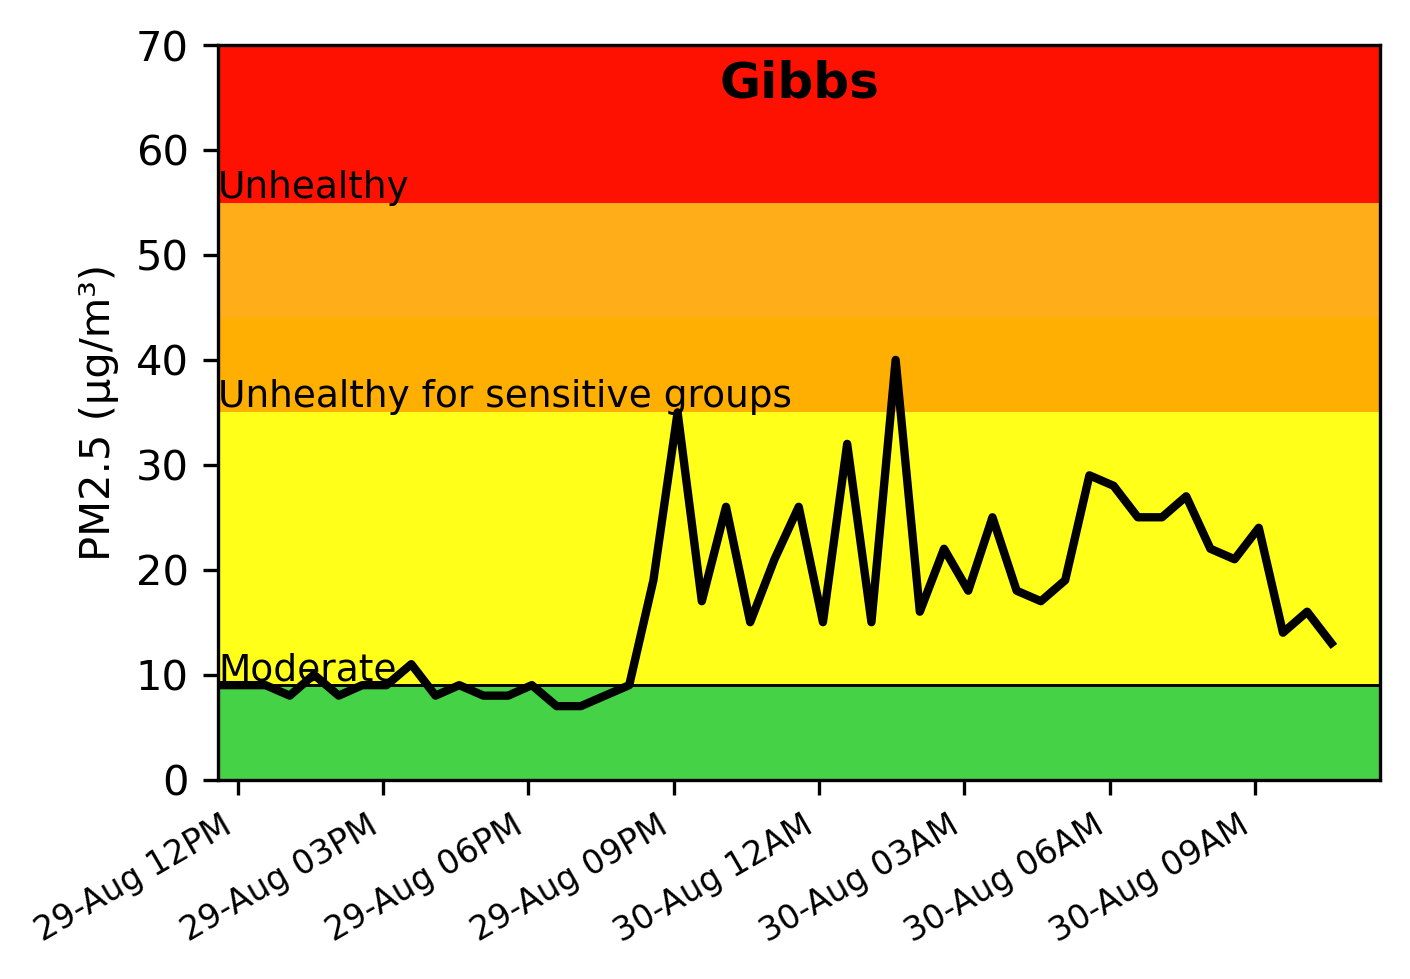 Gibbs
PM2.5 (µg/m³)
70
60
50
40
30
20
10
0
Unhealthy
Unhealthy for sensitive groups
Moderate
29-Aug 12PM
29-Aug 03PM
29-Aug 06PM
29-Aug 09PM
30-Aug 12AM
30-Aug 03AM
30-Aug 06AM
30-Aug 09AM